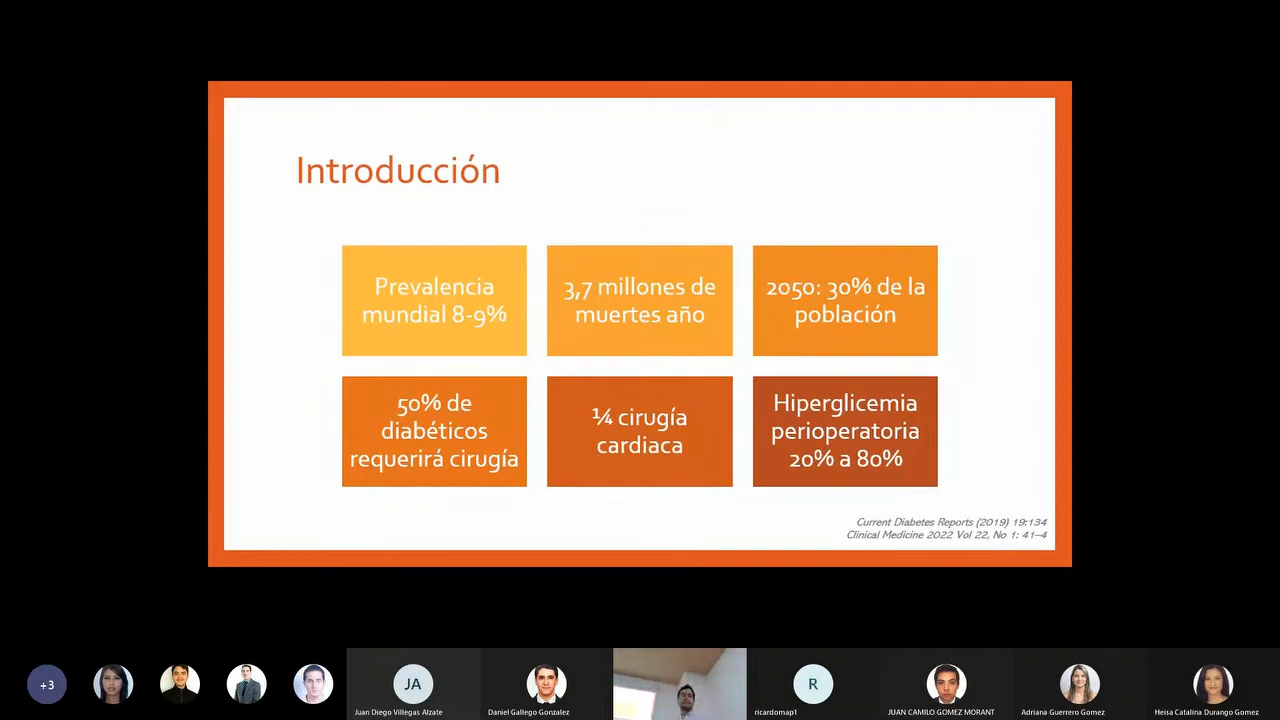 Introducción
Prevalencia
mundial 8-9%
3,7 millones de
muertes año
2050: 30% de la
población
50% de
diabéticos
requerirá cirugía
¼ cirugía
cardiaca
Hiperglicemia
perioperatoria
20% a 80%
Current Diabetes Reports (2019) 19:134
Clinical Medicine 2022 Vol 22, No 1: 41–4
+3
JA
Juan Diego Villegas Alzate
Daniel Gallego Gonzalez
R
ricardomap1
JUAN CAMILO GOMEZ MORANT
Adriana Guerrero Gomez
Heisa Catalina Durango Gomez